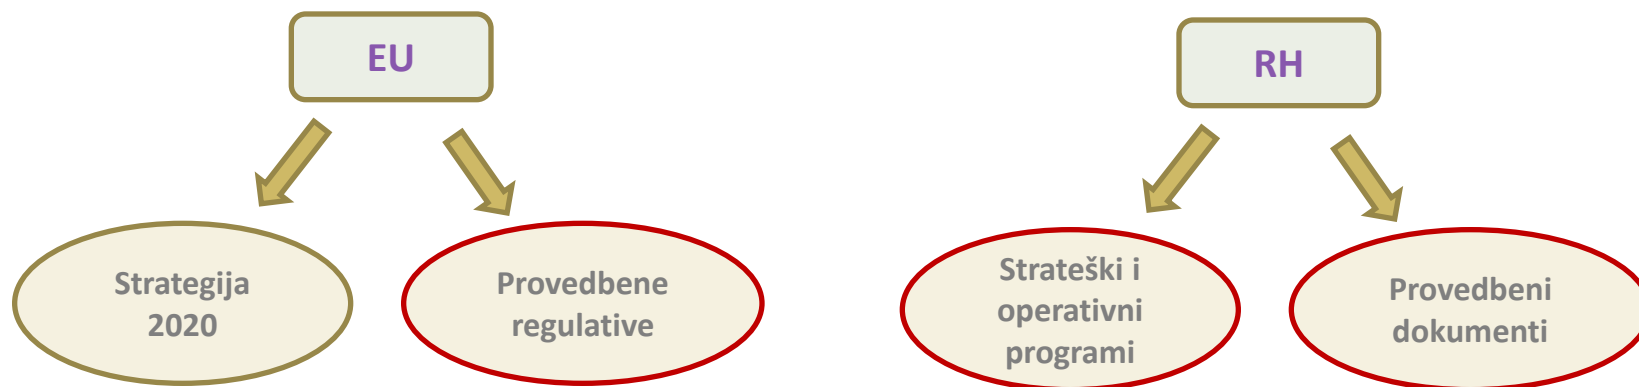 EU
RH
Strategija
2020
Provedbene
regulative
Strateški i
operativni
programi
Provedbeni
dokumenti